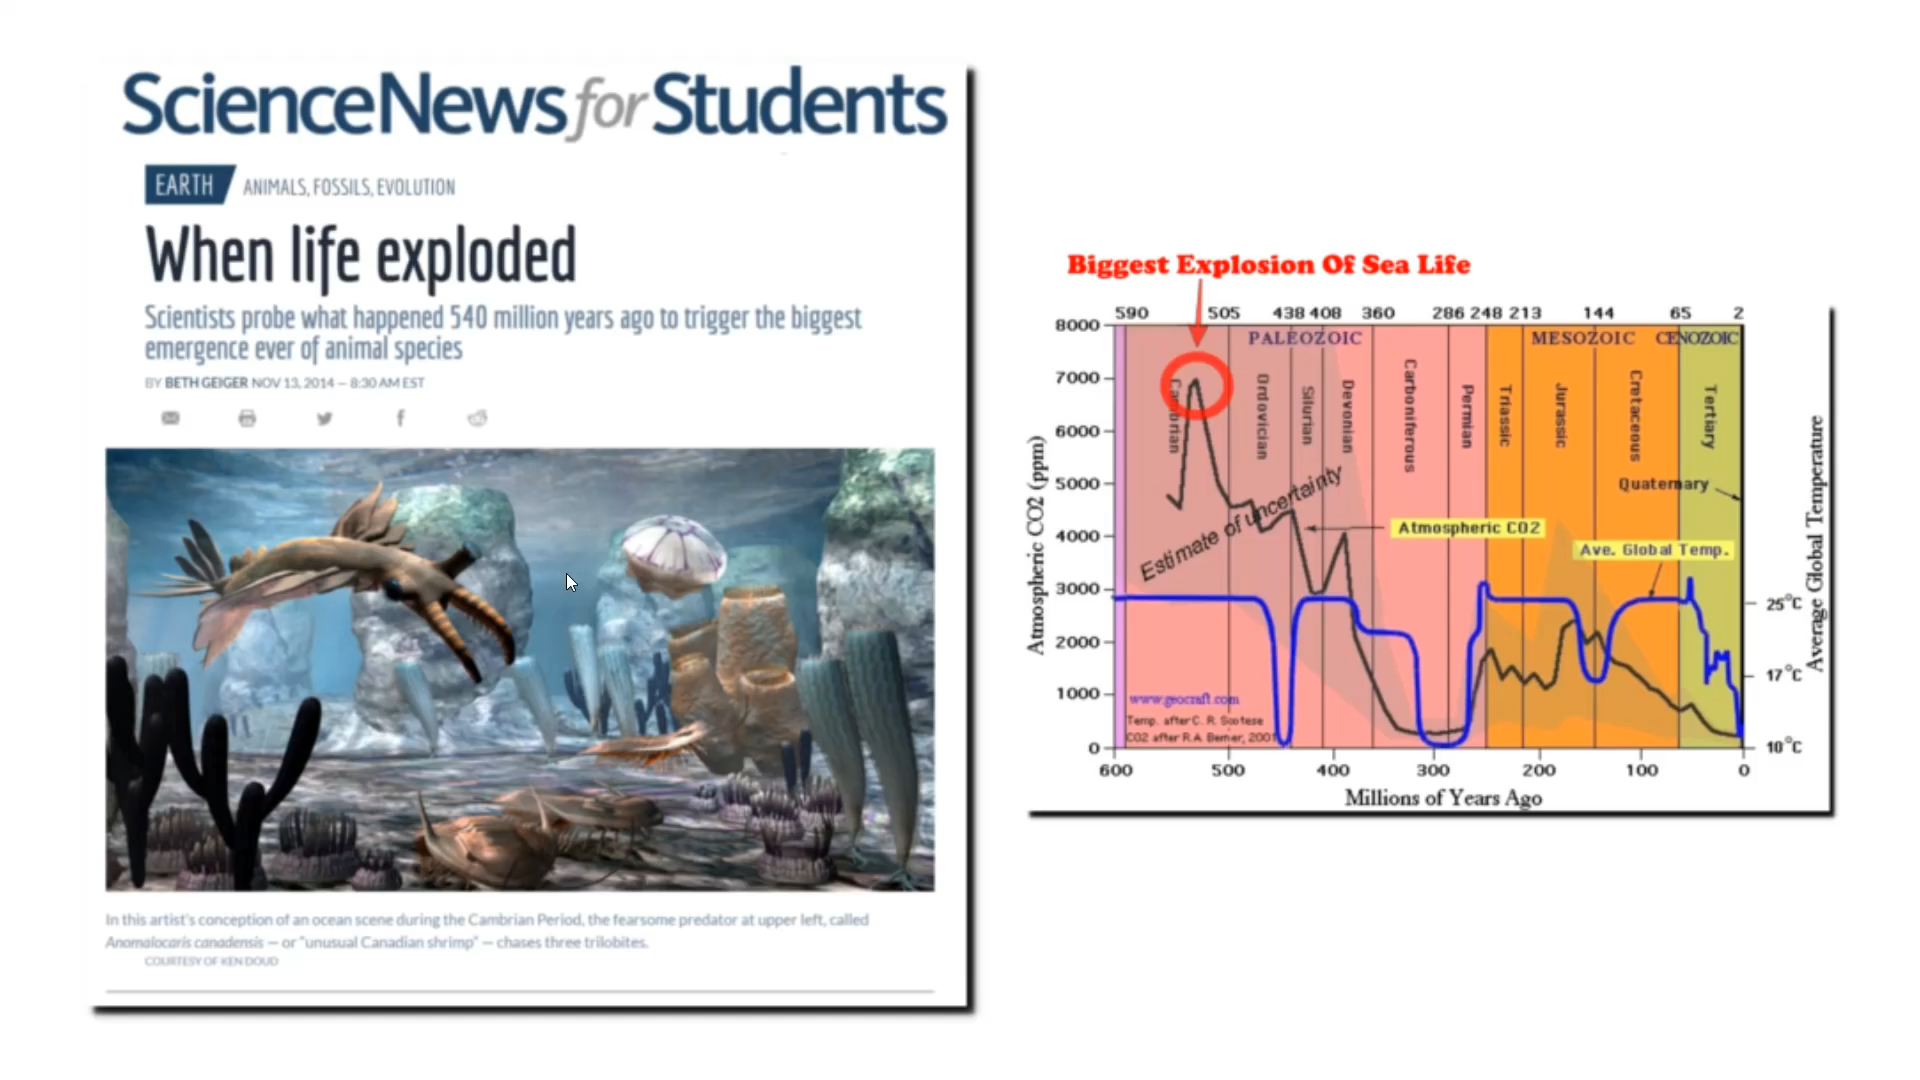 ScienceNews for Students
EARTH ANIMALS, FOSSILS, EVOLUTION
When life exploded
Scientists probe what happened 540 million years ago to trigger the biggest
emergence ever of animal species
BY BETH GEIGER NOV 13, 2014 – 8:30 AM EST
In this artist's conception of an ocean scene during the Cambrian Period, the fearsome predator at upper left, called
Anomalocaris canadensis — or "unusual Canadian shrimp" — chases three trilobites.
COURTESY OF KEN DOUD
Biggest Explosion Of Sea Life
590 505 438 408 360 286 248 213 144 65 2
PALEOZOIC MESOZOIC CENOZOIC
Cambrian
Ordovician
Silurian
Devonian
Carboniferous
Permian
Triassic
Jurassic
Cretaceous
Tertiary
Quaternary
Estimate of uncertainty
Atmospheric CO2
Ave. Global Temp.
Atmospheric CO2 (ppm)
8000
7000
6000
5000
4000
3000
2000
1000
0
Average Global Temperature
25°C
17°C
10°C
www.geocraft.com
Temp. after C. R. Scotese
CO2 after R.A. Berner, 2001
600 500 400 300 200 100 0
Millions of Years Ago